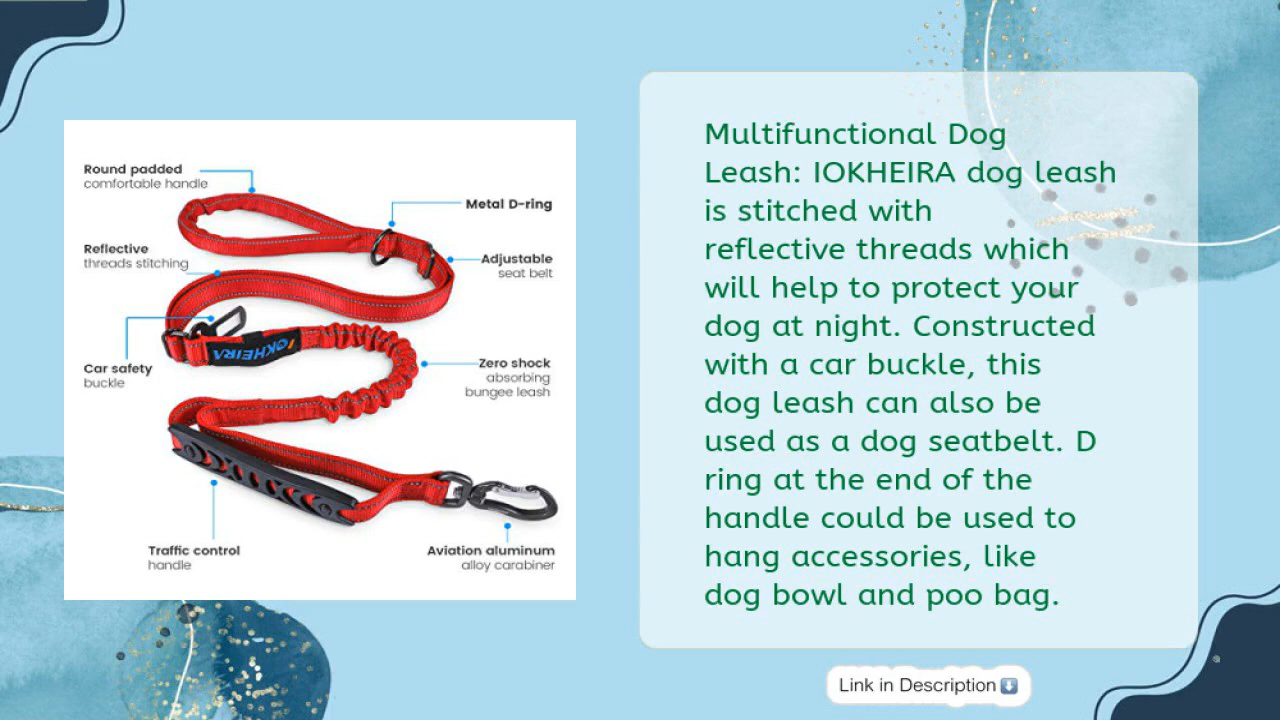 Round padded
comfortable handle
Metal D-ring
Reflective
threads stitching
Adjustable
seat belt
IOKHEIRA
Car safety
buckle
Zero shock
absorbing
bungee leash
Traffic control
handle
Aviation aluminum
alloy carabiner
Multifunctional Dog
Leash: IOKHEIRA dog leash
is stitched with
reflective threads which
will help to protect your
dog at night. Constructed
with a car buckle, this
dog leash can also be
used as a dog seatbelt. D
ring at the end of the
handle could be used to
hang accessories, like
dog bowl and poo bag.
Link in Description⬇️